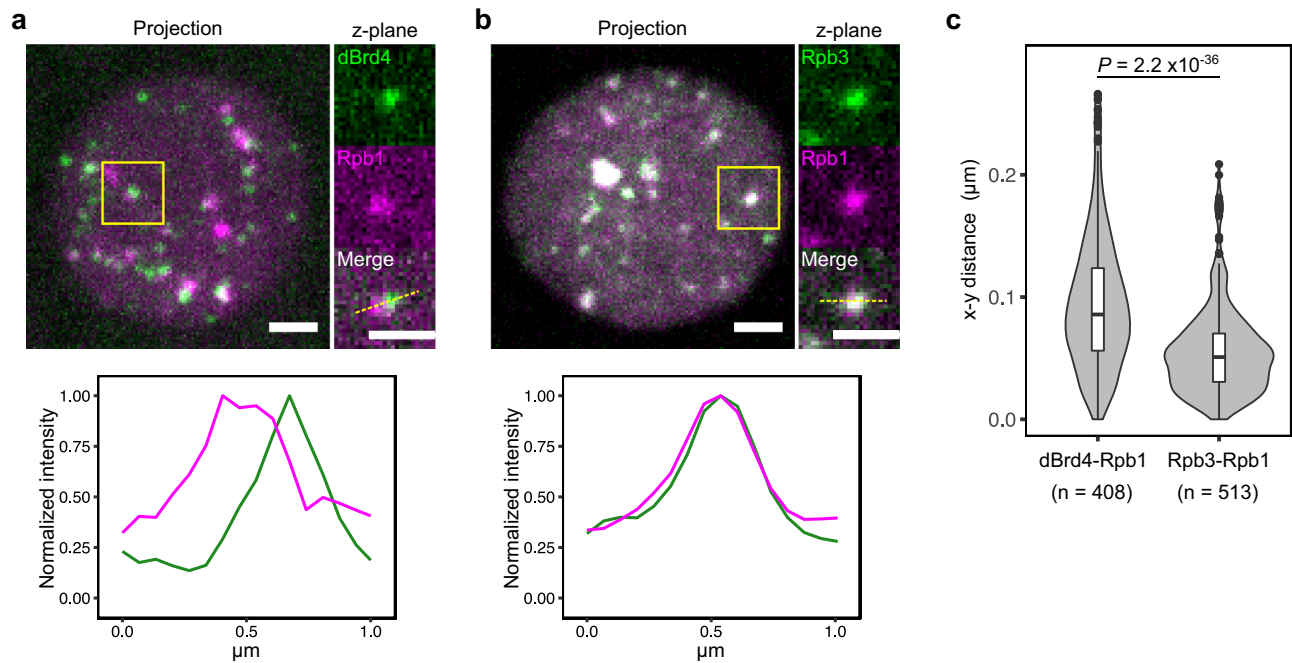 a
Projection
z-plane
dBrd4
Rpb1
Merge
Normalized intensity
1.00
0.75
0.50
0.25
0.00
0.0
0.5
1.0
µm
b
Projection
z-plane
Rpb3
Rpb1
Merge
Normalized intensity
1.00
0.75
0.50
0.25
0.00
0.0
0.5
1.0
µm
c
P = 2.2 x10⁻³⁶
x-y distance (µm)
0.2
0.1
0.0
dBrd4-Rpb1
(n = 408)
Rpb3-Rpb1
(n = 513)